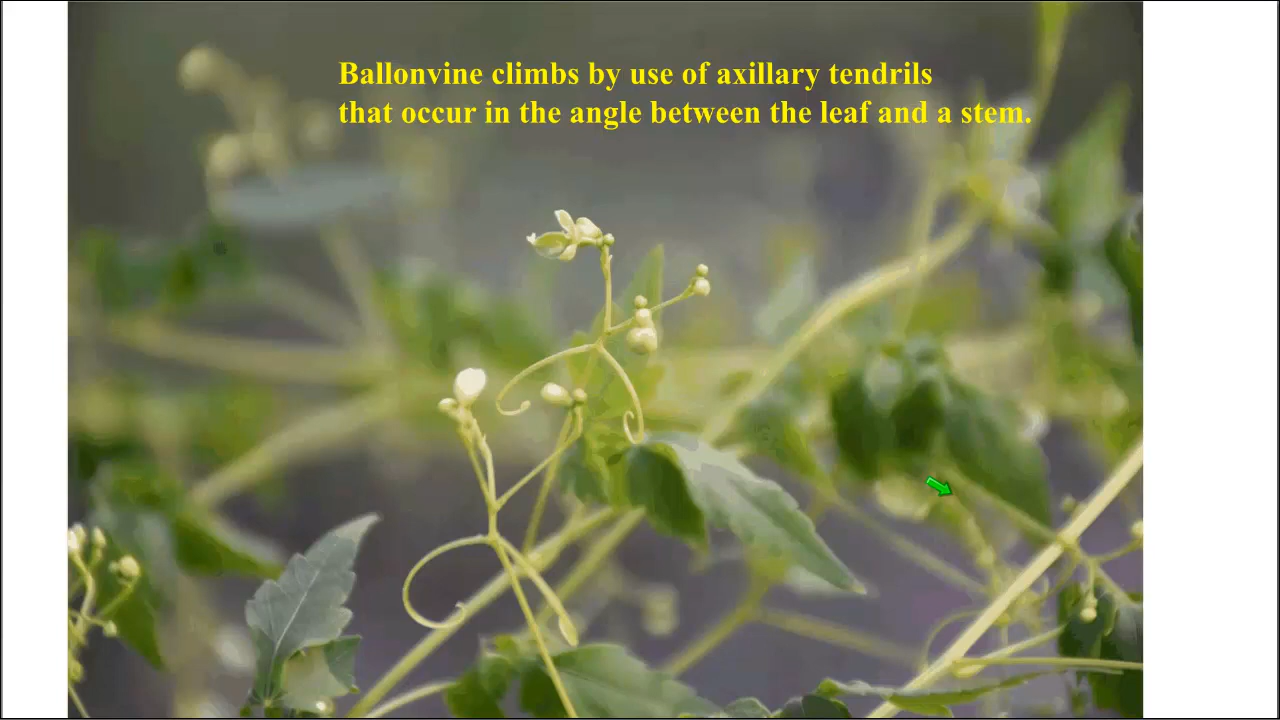 Ballonvine climbs by use of axillary tendrils
that occur in the angle between the leaf and a stem.